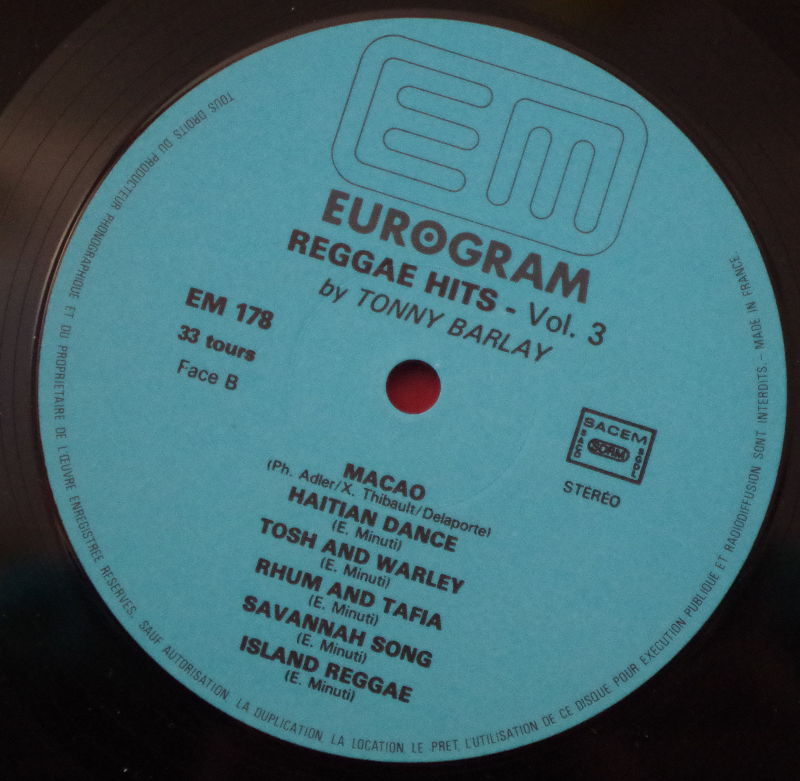 EM
EUROGRAM
REGGAE HITS - Vol. 3
by TONNY BARLAY
EM 178
33 tours
Face B
SACEM
SACD
SDRM
SGDL
STÉRÉO
MACAO
(Ph. Adler/X. Thibault/Delaporte)
HAITIAN DANCE
(E. Minuti)
TOSH AND WARLEY
(E. Minuti)
RHUM AND TAFIA
(E. Minuti)
SAVANNAH SONG
(E. Minuti)
ISLAND REGGAE
(E. Minuti)
TOUS DROITS DU PRODUCTEUR PHONOGRAPHIQUE ET DU PROPRIETAIRE DE L'ŒUVRE ENREGISTREE RESERVES. SAUF AUTORISATION LA DUPLICATION, LA LOCATION LE PRET, L'UTILISATION DE CE DISQUE POUR EXECUTION PUBLIQUE ET RADIODIFFUSION SONT INTERDITS. - MADE IN FRANCE